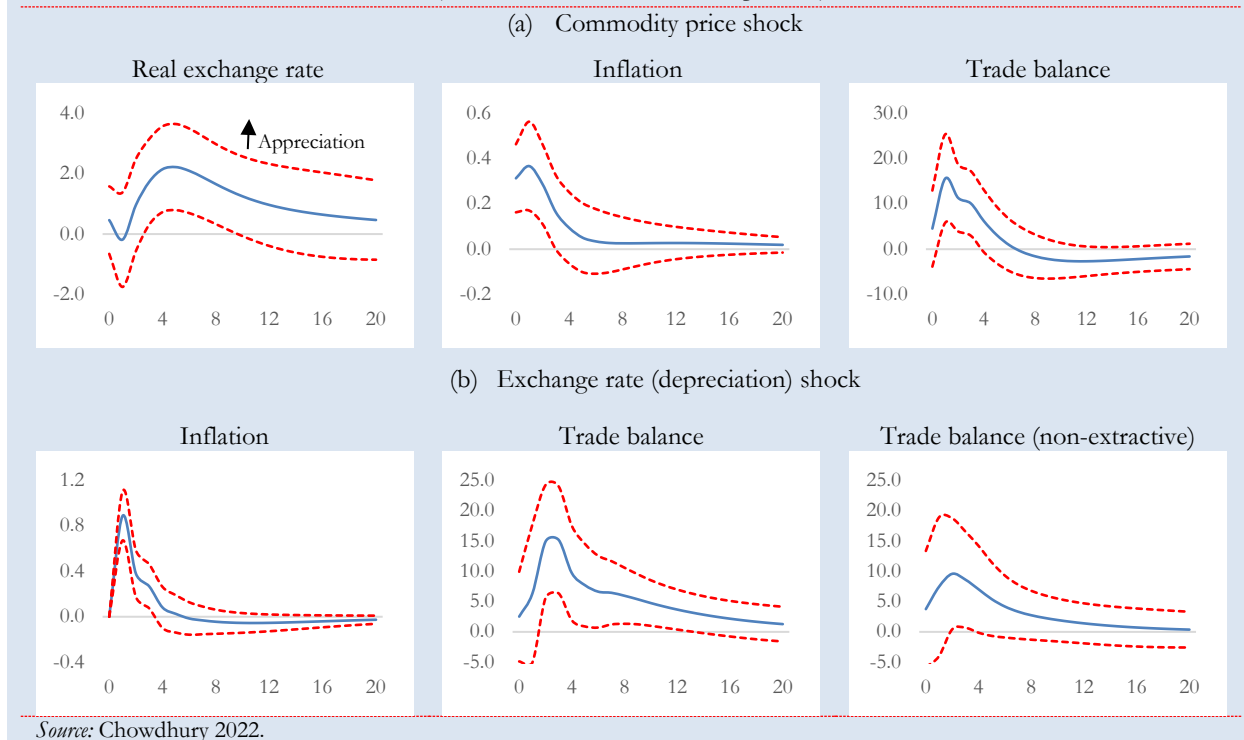 (a) Commodity price shock
Real exchange rate
4.0
2.0
0.0
-2.0
Appreciation
0 4 8 12 16 20
Inflation
0.6
0.4
0.2
0.0
-0.2
0 4 8 12 16 20
Trade balance
30.0
20.0
10.0
0.0
-10.0
0 4 8 12 16 20
(b) Exchange rate (depreciation) shock
Inflation
1.2
0.8
0.4
0.0
-0.4
0 4 8 12 16 20
Trade balance
25.0
20.0
15.0
10.0
5.0
0.0
-5.0
0 4 8 12 16 20
Trade balance (non-extractive)
25.0
20.0
15.0
10.0
5.0
0.0
-5.0
0 4 8 12 16 20
Source: Chowdhury 2022.